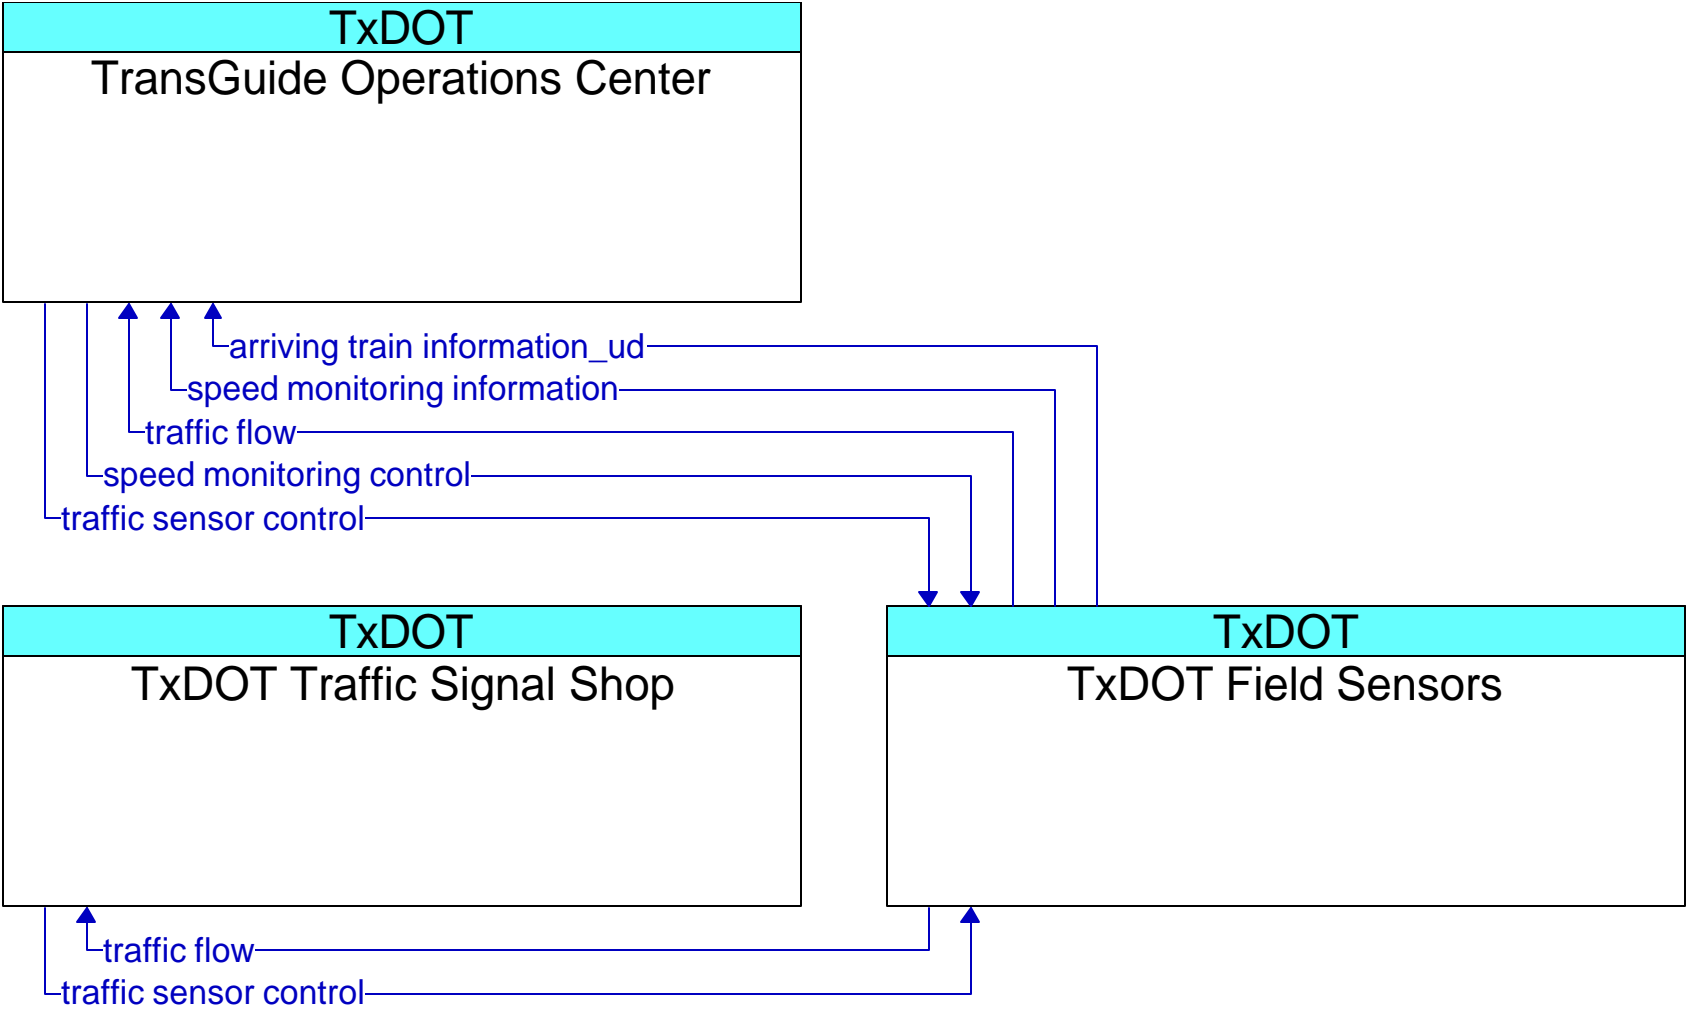 TxDOT
TransGuide Operations Center
arriving train information_ud
speed monitoring information
traffic flow
speed monitoring control
traffic sensor control
TxDOT
TxDOT Traffic Signal Shop
TxDOT
TxDOT Field Sensors
traffic flow
traffic sensor control